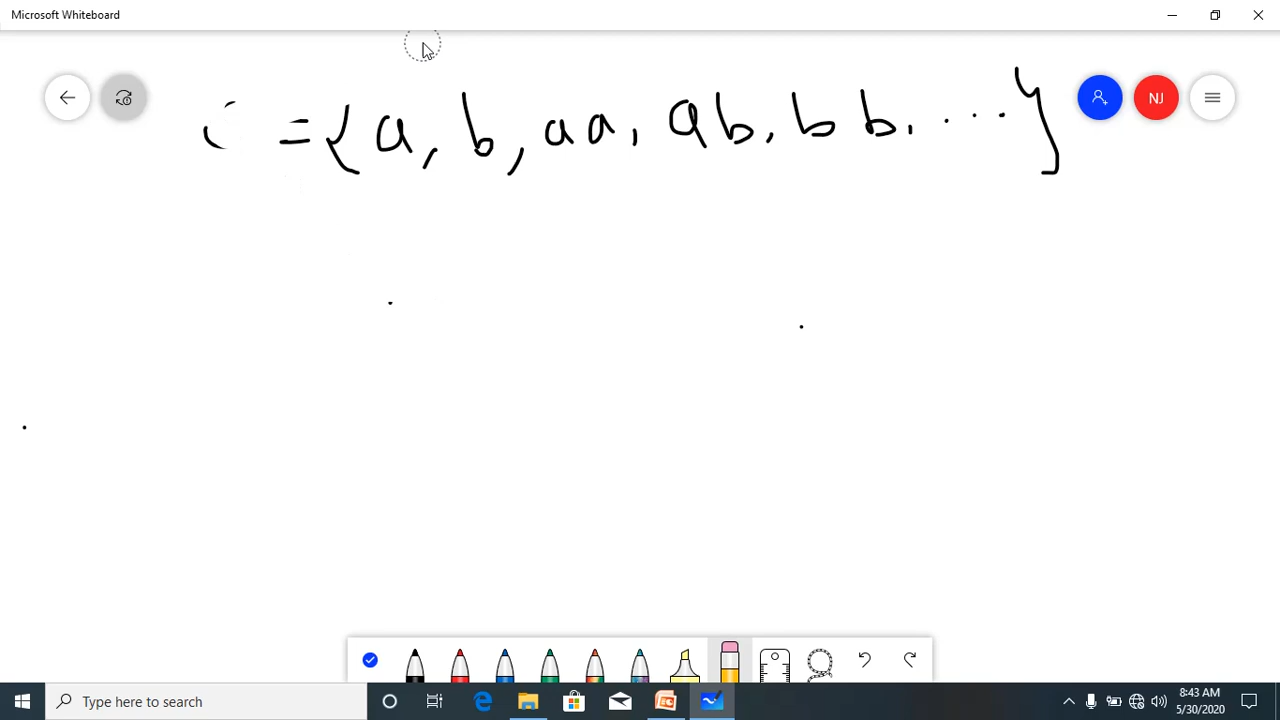 Microsoft Whiteboard
NJ
={a, b, aa, ab, bb, ...}
Type here to search
8:43 AM
5/30/2020